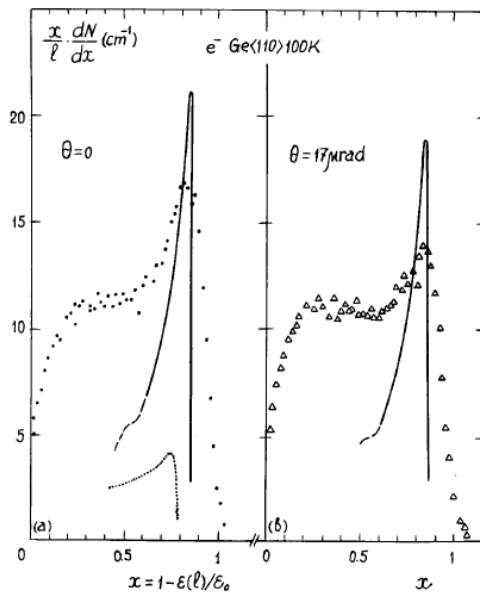 x/ℓ · dN/dx (cm⁻¹)
e⁻ Ge⟨110⟩100K
20
θ=0
θ = 17μrad
15
10
5
(a)
(b)
0 0.5 1 0 0.5 1
x = 1-ε(ℓ)/ε₀
x